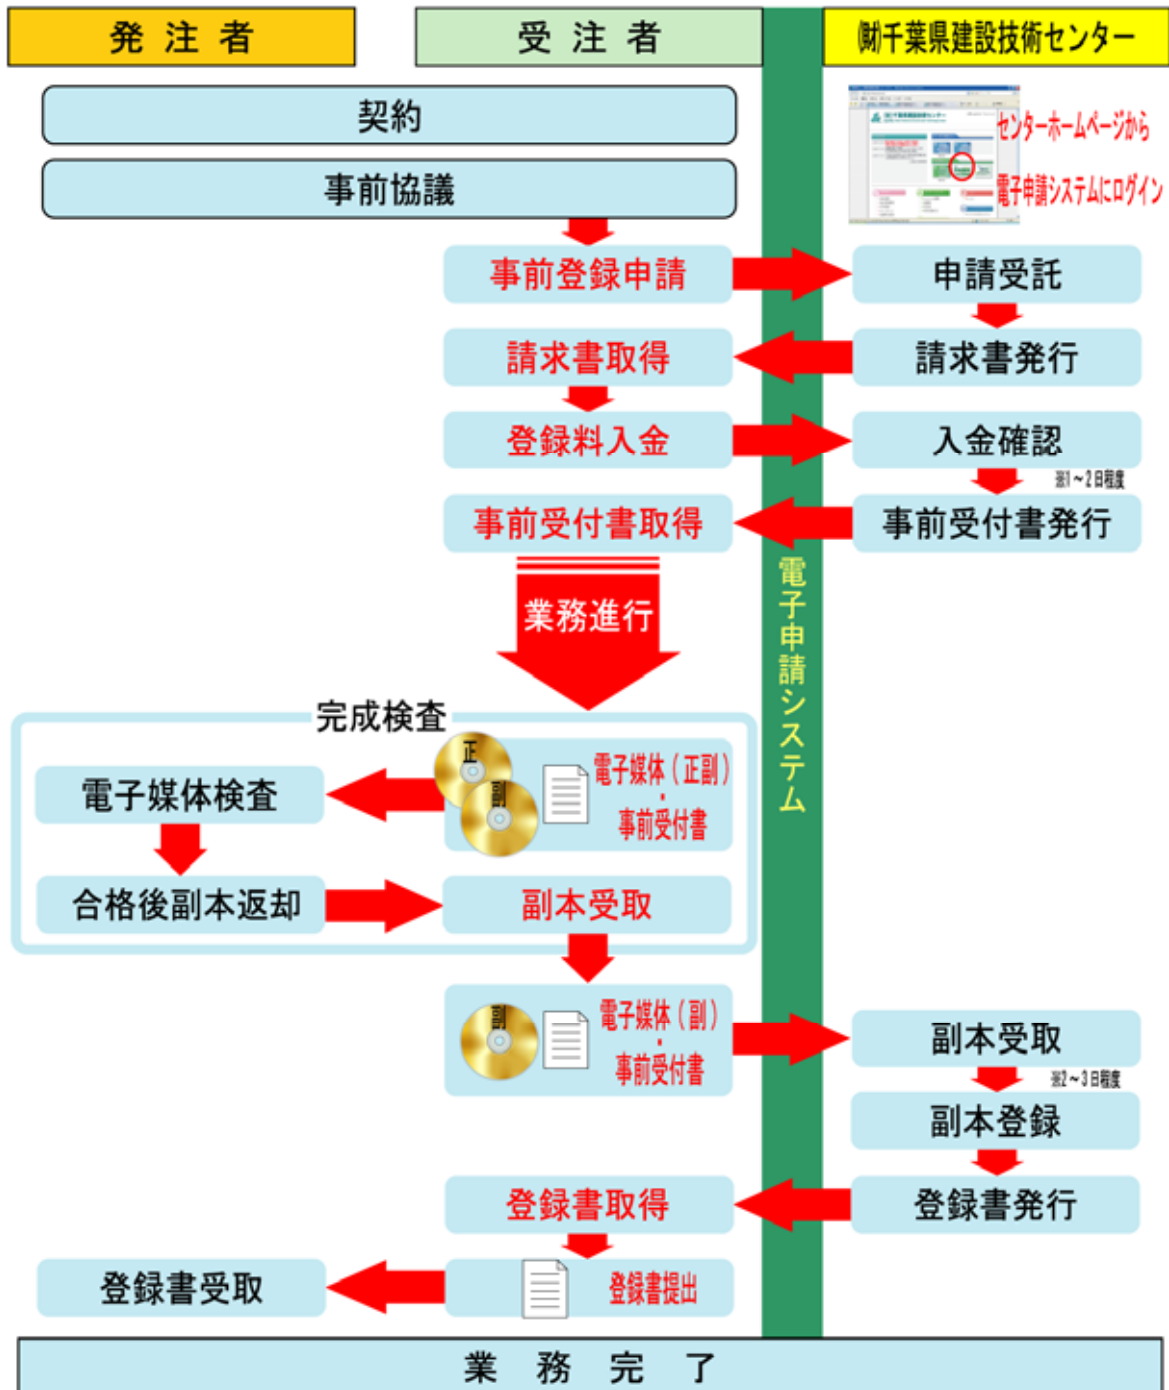 発注者
受注者
㈶千葉県建設技術センター
契約
センターホームページから
電子申請システムにログイン
事前協議
事前登録申請
申請受託
請求書取得
請求書発行
登録料入金
入金確認
※1～2日程度
事前受付書取得
事前受付書発行
電子申請システム
業務進行
完成検査
正
副
電子媒体（正副）
・
事前受付書
電子媒体検査
合格後副本返却
副本受取
副
電子媒体（副）
・
事前受付書
副本受取
※2～3日程度
副本登録
登録書取得
登録書発行
登録書受取
登録書提出
業務完了